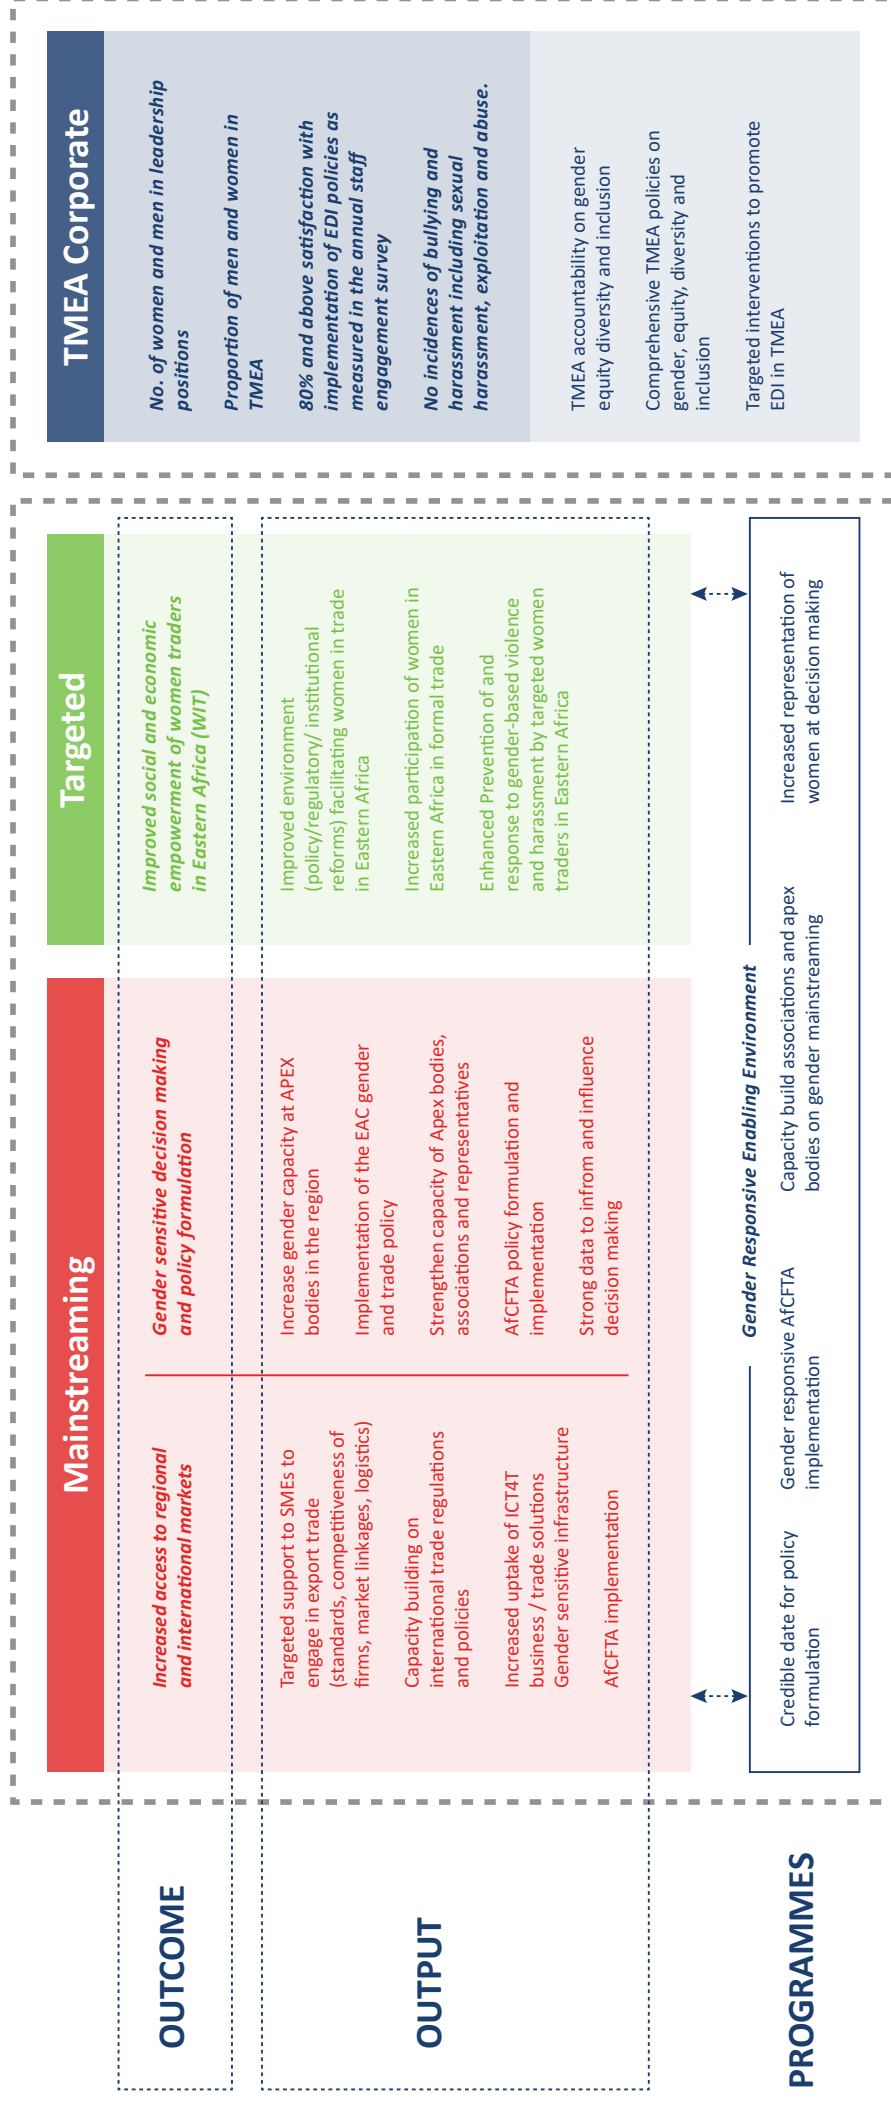 Mainstreaming
Targeted
TMEA Corporate
OUTCOME
Increased access to regional
and international markets
Gender sensitive decision making
and policy formulation
Improved social and economic
empowerment of women traders
in Eastern Africa (WIT)
OUTPUT
Targeted support to SMEs to
engage in export trade
(standards, competitiveness of
firms, market linkages, logistics)
Capacity building on
international trade regulations
and policies
Increased uptake of ICT4T
business / trade solutions
Gender sensitive infrastructure
AfCFTA implementation
Increase gender capacity at APEX
bodies in the region
Implementation of the EAC gender
and trade policy
Strengthen capacity of Apex bodies,
associations and representatives
AfCFTA policy formulation and
implementation
Strong data to infrom and influence
decision making
Improved environment
(policy/regulatory/ institutional
reforms) facilitating women in trade
in Eastern Africa
Increased participation of women in
Eastern Africa in formal trade
Enhanced Prevention of and
response to gender-based violence
and harassment by targeted women
traders in Eastern Africa
No. of women and men in leadership
positions
Proportion of men and women in
TMEA
80% and above satisfaction with
implementation of EDI policies as
measured in the annual staff
engagement survey
No incidences of bullying and
harassment including sexual
harassment, exploitation and abuse.
TMEA accountability on gender
equity diversity and inclusion
Comprehensive TMEA policies on
gender, equity, diversity and
inclusion
Targeted interventions to promote
EDI in TMEA
PROGRAMMES
Gender Responsive Enabling Environment
Credible date for policy
formulation
Gender responsive AfCFTA
implementation
Capacity build associations and apex
bodies on gender mainstreaming
Increased representation of
women at decision making